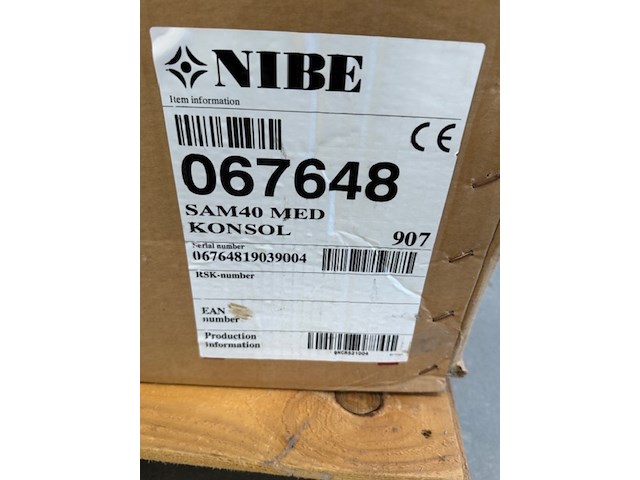 NIBE
Item information
CE
067648
SAM40 MED
KONSOL
907
Serial number
06764819039004
RSK-number
EAN
number
Production
information